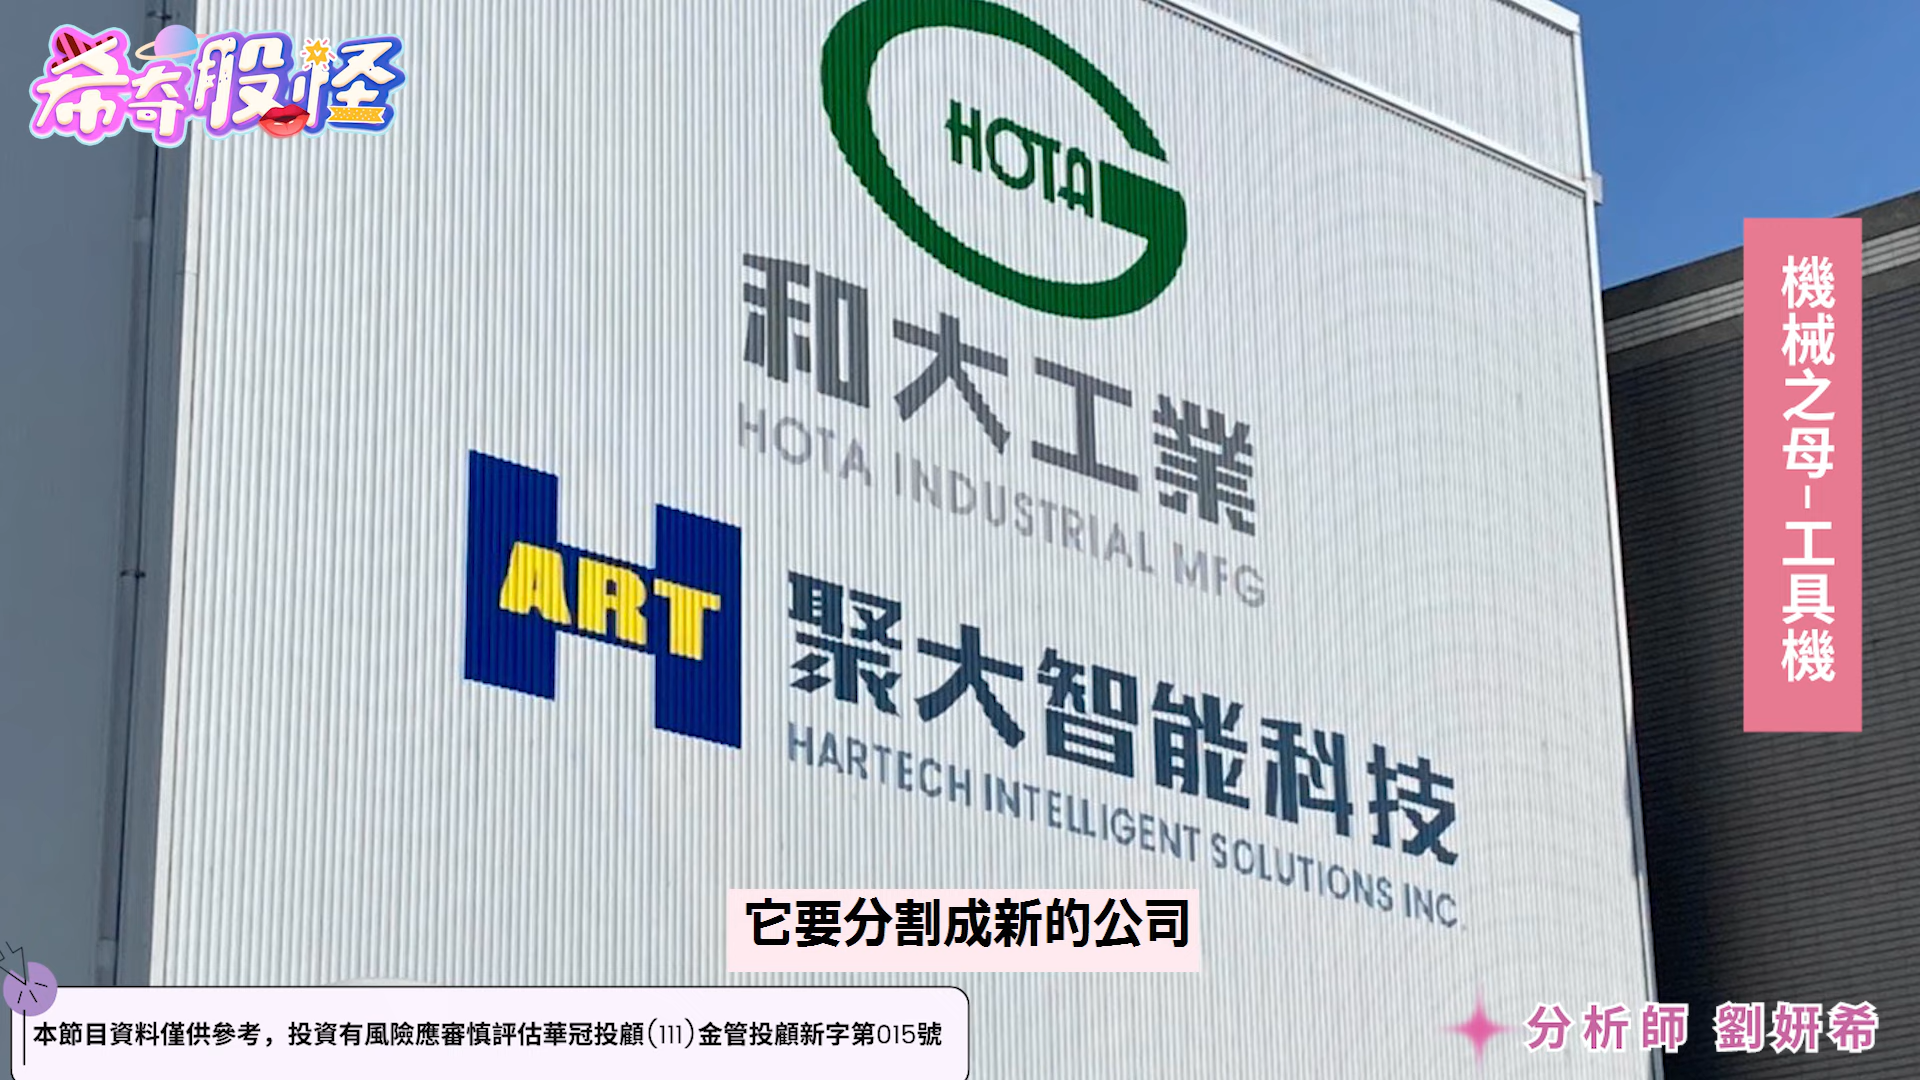 希奇股怪
HOTA
和大工業
HOTA INDUSTRIAL MFG
ART
聚大智能科技
HARTECH INTELLIGENT SOLUTIONS INC.
機械之母-工具機
它要分割成新的公司
本節目資料僅供參考，投資有風險應審慎評估華冠投顧(111)金管投顧新字第015號
分析師 劉妍希